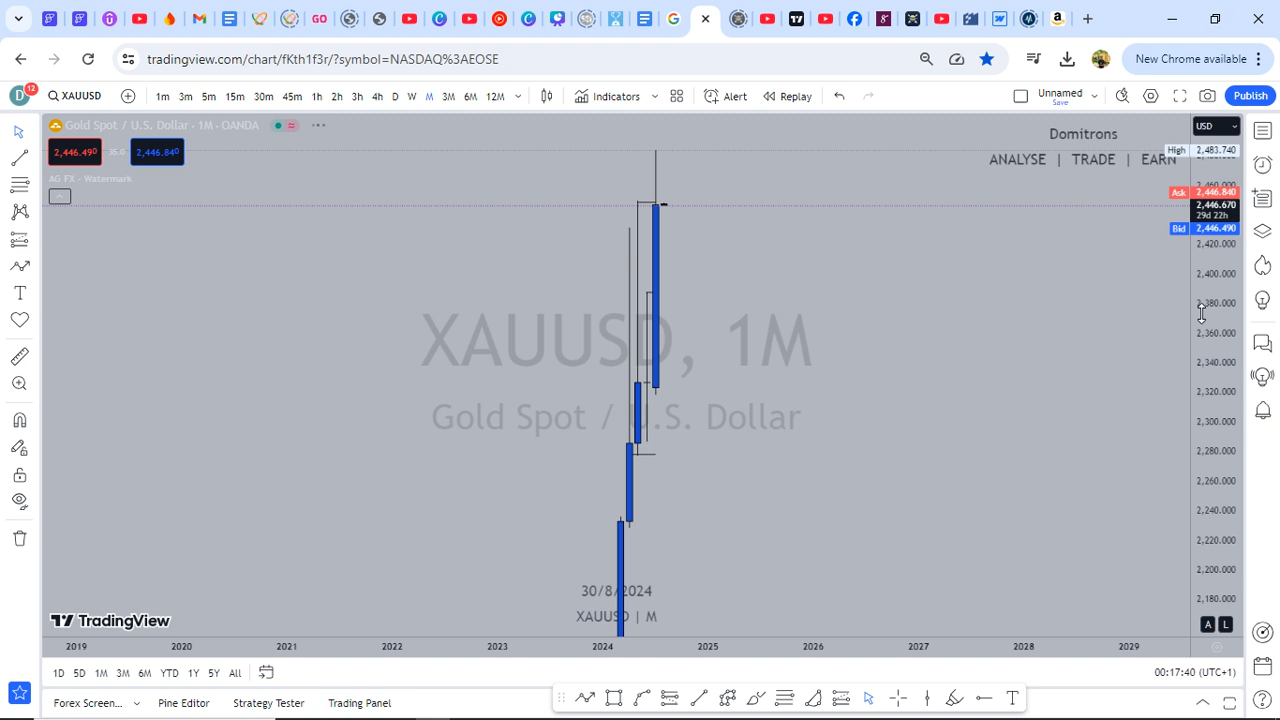 GO
tradingview.com/chart/fKth1f3r/?symbol=NASDAQ%3AEOSE
New Chrome available
D 12 XAUUSD 1m 3m 5m 15m 30m 45m 1h 2h 3h 4h D W M 3M 6M 12M Indicators Alert Replay Unnamed Save Publish
Gold Spot / U.S. Dollar · 1M · OANDA
2,446.490 35.0 2,446.840
AG FX - Watermark
Domitrons
ANALYSE | TRADE | EARN
USD
High 2,483.740
2,460.000
Ask 2,446.840
2,446.670
29d 22h
Bid 2,446.490
2,420.000
2,400.000
2,380.000
2,360.000
2,340.000
2,320.000
2,300.000
2,280.000
2,260.000
2,240.000
2,220.000
2,200.000
2,180.000
XAUUSD, 1M
Gold Spot / U.S. Dollar
30/8/2024
XAUUSD | M
TradingView
A L
2019 2020 2021 2022 2023 2024 2025 2026 2027 2028 2029
1D 5D 1M 3M 6M YTD 1Y 5Y All
00:17:40 (UTC+1)
Forex Screen... Pine Editor Strategy Tester Trading Panel